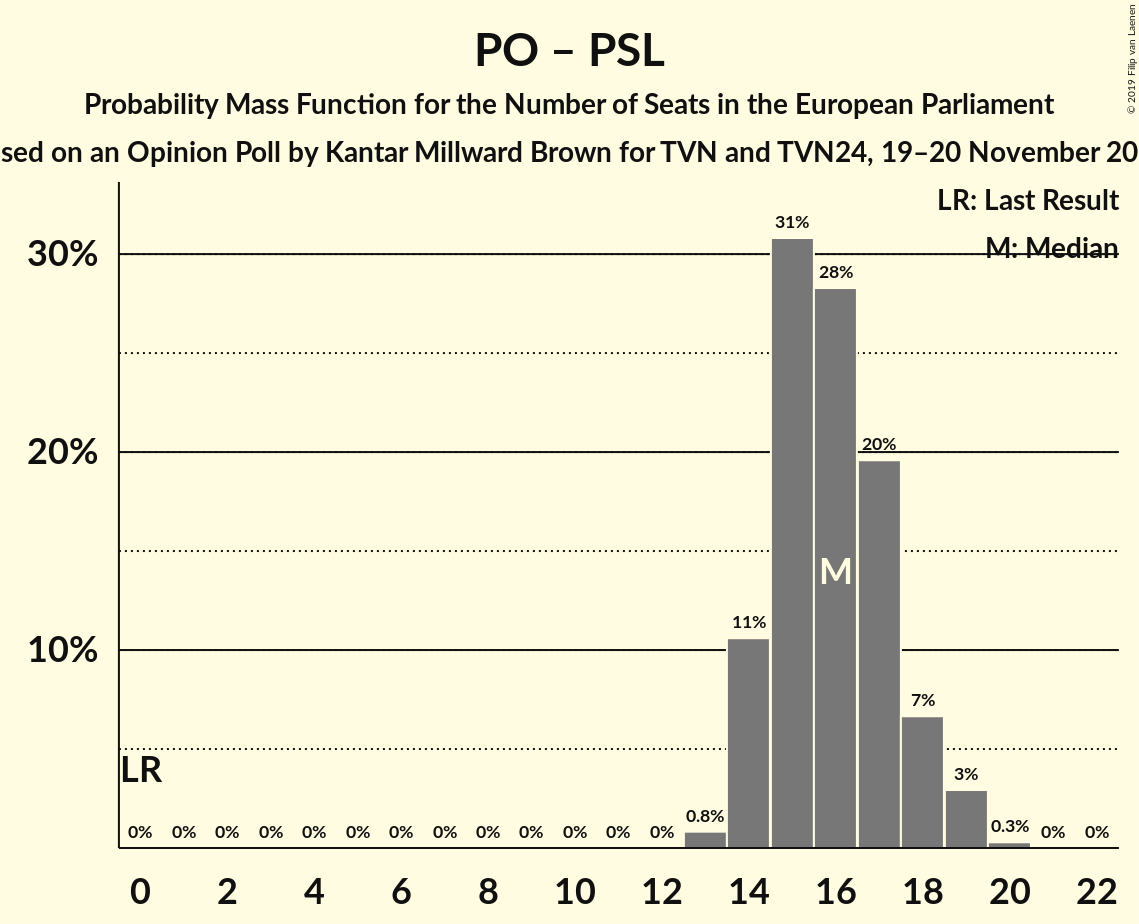 PO – PSL
Probability Mass Function for the Number of Seats in the European Parliament
sed on an Opinion Poll by Kantar Millward Brown for TVN and TVN24, 19–20 November 20
© 2019 Filip van Laenen
LR: Last Result
M: Median
30%
20%
10%
31%
28%
20%
11%
7%
3%
0.8%
0.3%
M
LR
0% 0% 0% 0% 0% 0% 0% 0% 0% 0% 0% 0% 0% 0% 0%
0 2 4 6 8 10 12 14 16 18 20 22